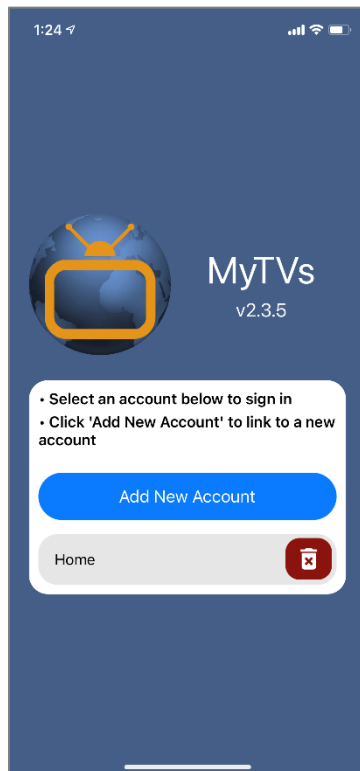 1:24
MyTVs
v2.3.5
• Select an account below to sign in
• Click 'Add New Account' to link to a new
account
Add New Account
Home